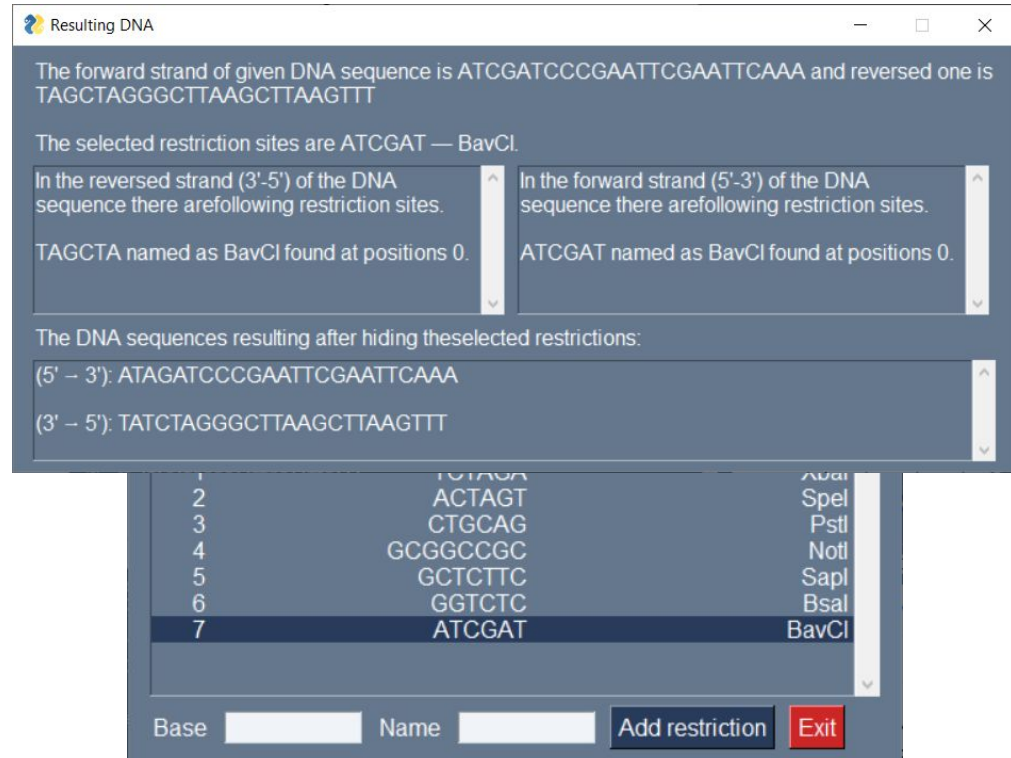 Resulting DNA
The forward strand of given DNA sequence is ATCGATCCCGAATTCGAATTCAAA and reversed one is
TAGCTAGGGCTTAAGCTTAAGTTT
The selected restriction sites are ATCGAT — BavCI.
In the reversed strand (3'-5') of the DNA
sequence there arefollowing restriction sites.
TAGCTA named as BavCI found at positions 0.
In the forward strand (5'-3') of the DNA
sequence there arefollowing restriction sites.
ATCGAT named as BavCI found at positions 0.
The DNA sequences resulting after hiding theselected restrictions:
(5' → 3'): ATAGATCCCGAATTCGAATTCAAA
(3' → 5'): TATCTAGGGCTTAAGCTTAAGTTT
1 TCTAGA XbaI
2 ACTAGT SpeI
3 CTGCAG PstI
4 GCGGCCGC NotI
5 GCTCTTC SapI
6 GGTCTC BsaI
7 ATCGAT BavCI
Base Name Add restriction Exit